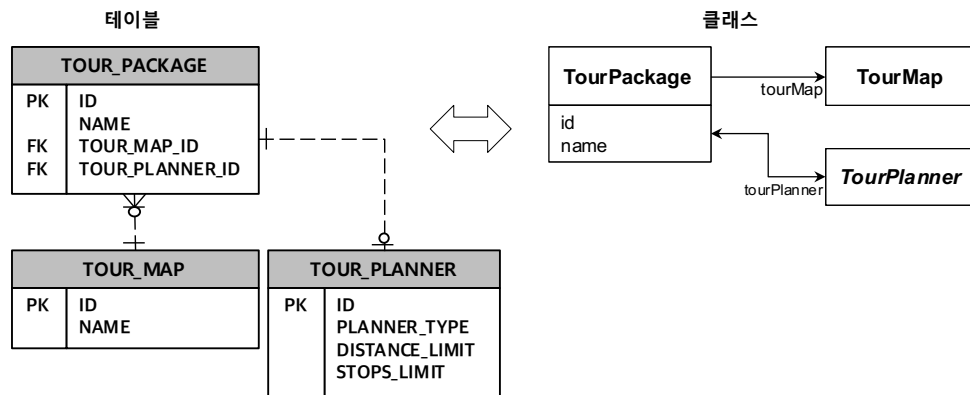 테이블
클래스
TOUR_PACKAGE
PK ID
NAME
FK TOUR_MAP_ID
FK TOUR_PLANNER_ID
TOUR_MAP
PK ID
NAME
TOUR_PLANNER
PK ID
PLANNER_TYPE
DISTANCE_LIMIT
STOPS_LIMIT
TourPackage
id
name
tourMap
TourMap
tourPlanner
TourPlanner